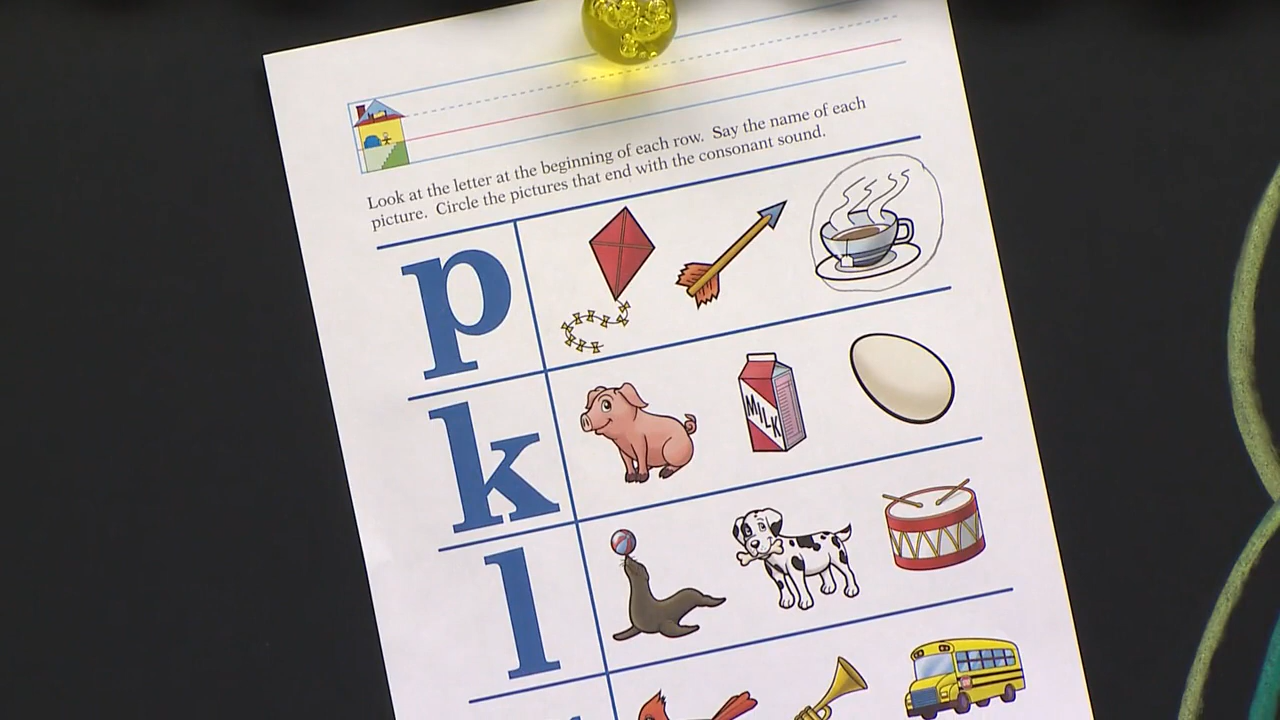 Look at the letter at the beginning of each row. Say the name of each
picture. Circle the pictures that end with the consonant sound.
p
k
MILK
l